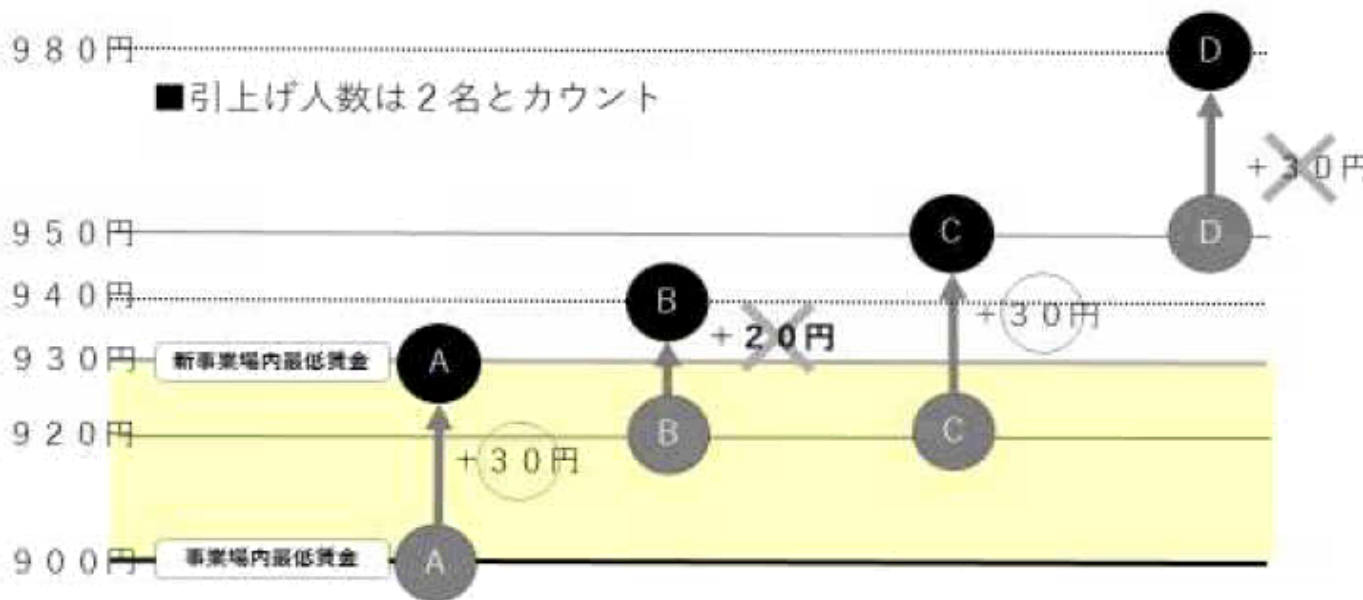 980円
D
■引上げ人数は2名とカウント
+30円
950円
C
D
940円
B
+20円
+30円
930円
新事業場内最低賃金
A
920円
B
C
+30円
900円
事業場内最低賃金
A